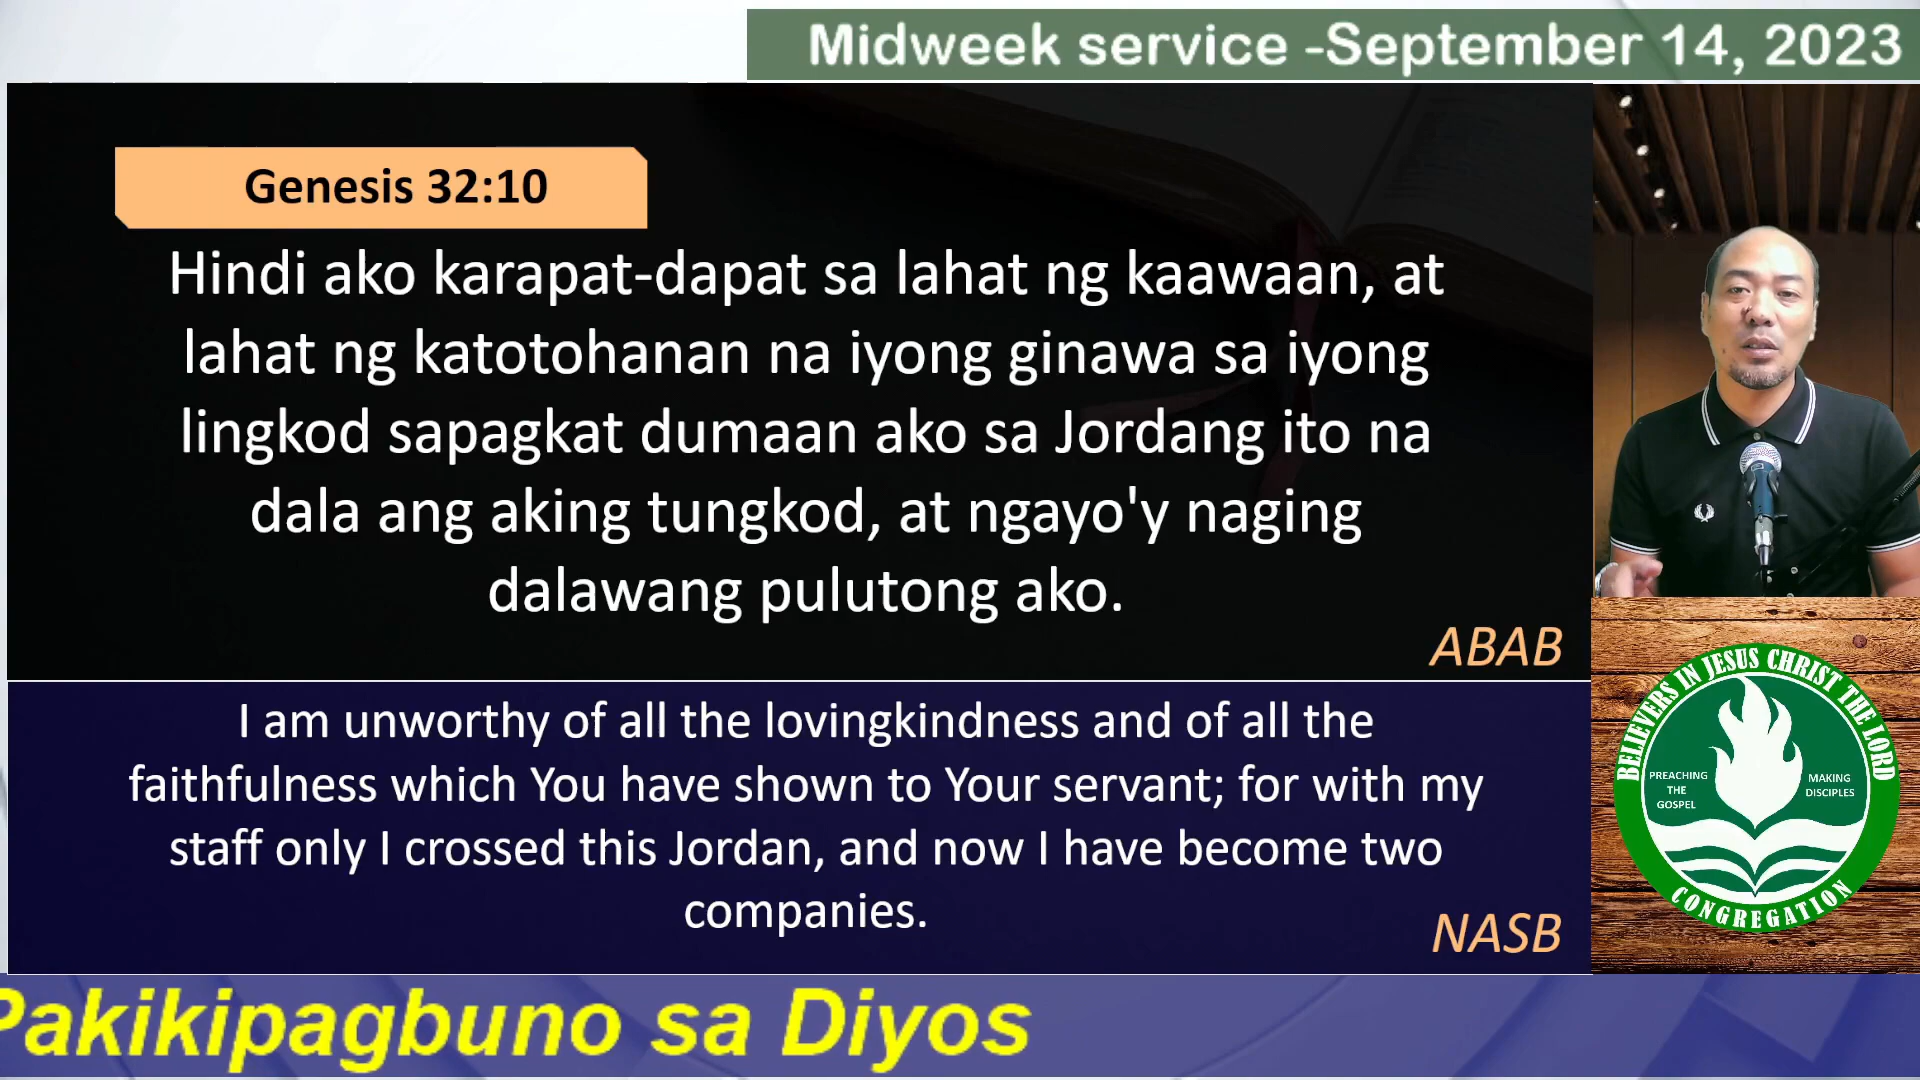 Midweek service -September 14, 2023
Genesis 32:10
Hindi ako karapat-dapat sa lahat ng kaawaan, at
lahat ng katotohanan na iyong ginawa sa iyong
lingkod sapagkat dumaan ako sa Jordang ito na
dala ang aking tungkod, at ngayo'y naging
dalawang pulutong ako.
ABAB
I am unworthy of all the lovingkindness and of all the
faithfulness which You have shown to Your servant; for with my
staff only I crossed this Jordan, and now I have become two
companies.
NASB
BELIEVERS IN JESUS CHRIST THE LORD
PREACHING
THE
GOSPEL
MAKING
DISCIPLES
CONGREGATION
Pakikipagbuno sa Diyos